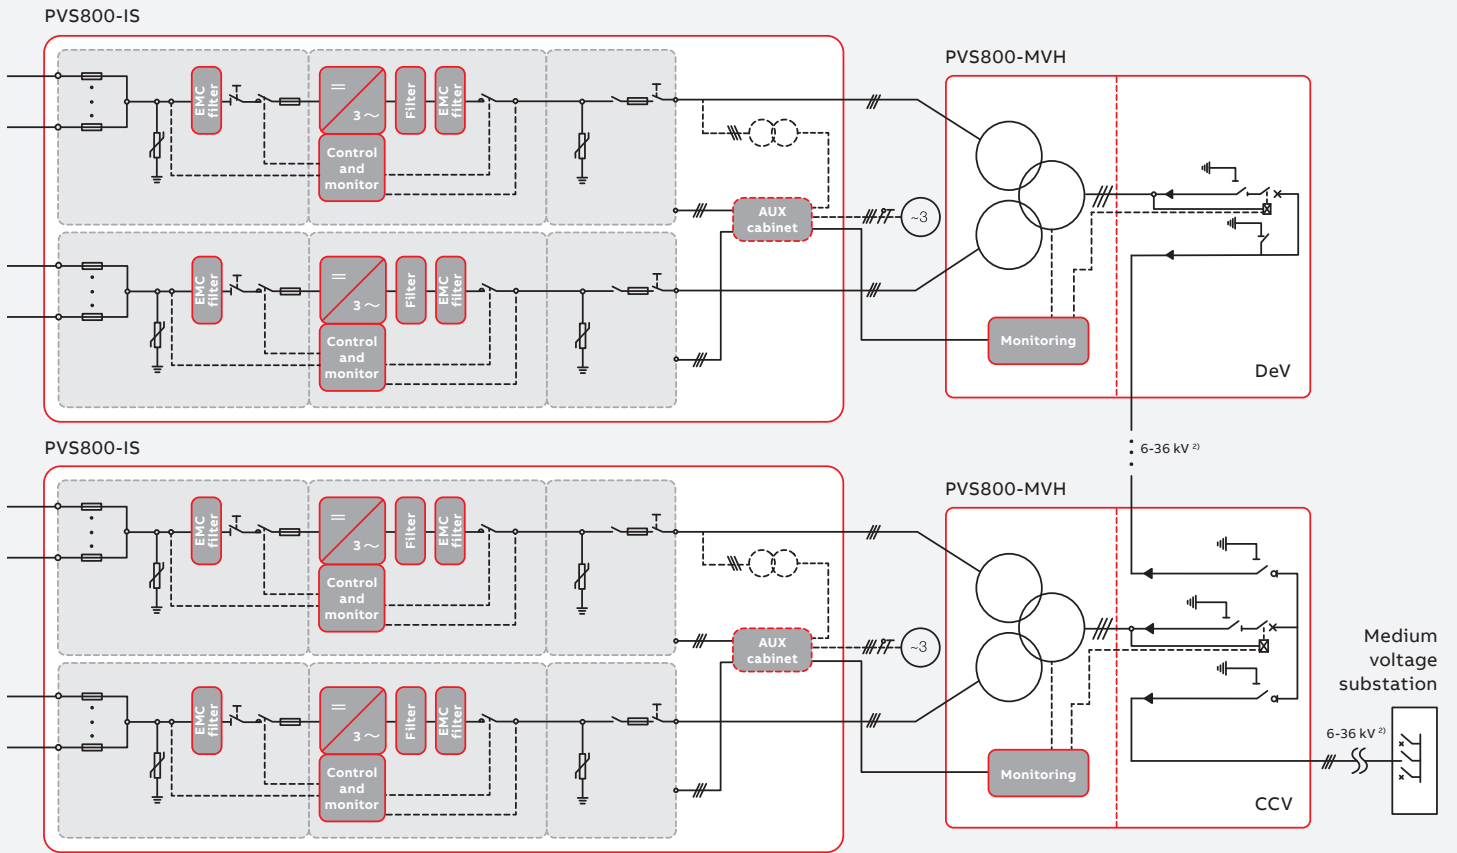 PVS800-IS
EMC
filter
3～
Filter
EMC
filter
Control
and
monitor
EMC
filter
3～
Filter
EMC
filter
Control
and
monitor
AUX
cabinet
~3
PVS800-MVH
Monitoring
DeV
6-36 kV ²⁾
PVS800-IS
EMC
filter
3～
Filter
EMC
filter
Control
and
monitor
EMC
filter
3～
Filter
EMC
filter
Control
and
monitor
AUX
cabinet
~3
PVS800-MVH
Monitoring
CCV
Medium
voltage
substation
6-36 kV ²⁾